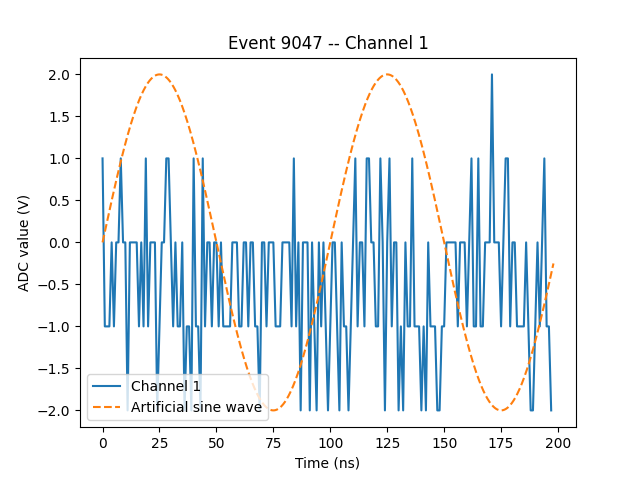 Event 9047 -- Channel 1
ADC value (V)
2.0
1.5
1.0
0.5
0.0
−0.5
−1.0
−1.5
−2.0
Channel 1
Artificial sine wave
0 25 50 75 100 125 150 175 200
Time (ns)